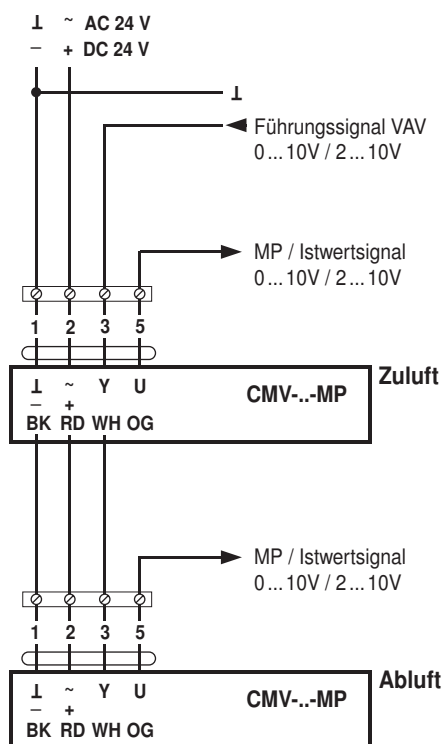 ⊥ ~ AC 24 V
– + DC 24 V
⊥
Führungssignal VAV
0...10V / 2...10V
MP / Istwertsignal
0...10V / 2...10V
1 2 3 5
Zuluft
⊥ ~ Y U
– +
CMV-..-MP
BK RD WH OG
MP / Istwertsignal
0...10V / 2...10V
1 2 3 5
Abluft
⊥ ~ Y U
– +
CMV-..-MP
BK RD WH OG